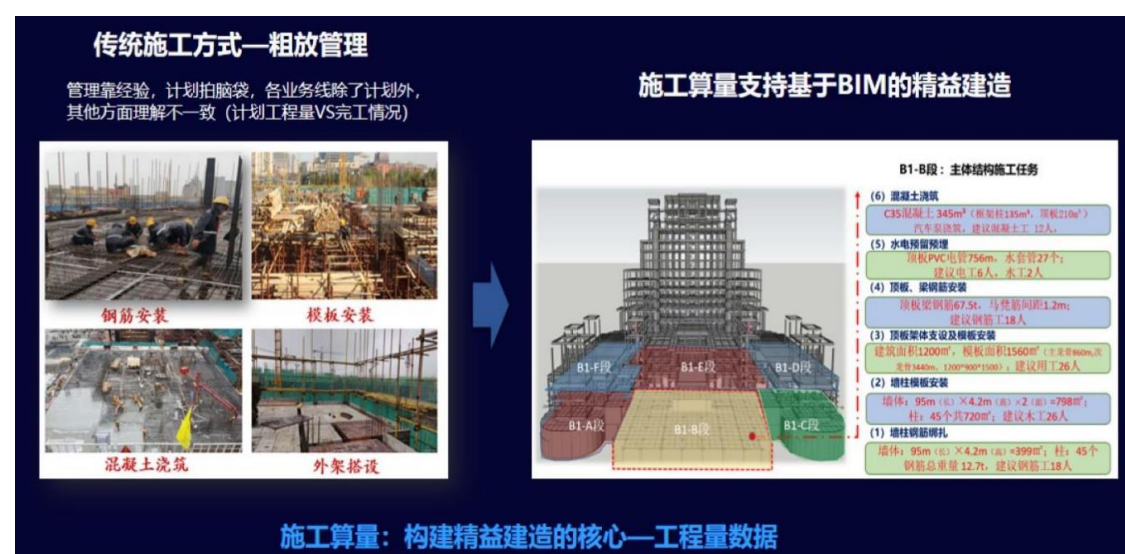 传统施工方式—粗放管理
管理靠经验，计划拍脑袋，各业务线除了计划外，
其他方面理解不一致（计划工程量VS完工情况）
钢筋安装
模板安装
混凝土浇筑
外架搭设
施工算量支持基于BIM的精益建造
B1-B段：主体结构施工任务
（6）混凝土浇筑
C35混凝土 345m³（框架柱135m³，顶板210m³）
汽车泵浇筑，建议混凝土工 12人，
（5）水电预留预埋
顶板PVC电管756m，水套管27个；
建议电工6人，水工2人
（4）顶板、梁钢筋安装
顶板梁钢筋67.5t，马凳筋间距1.2m；
建议钢筋工18人
（3）顶板架体支设及模板安装
建筑面积1200㎡，模板面积1560㎡（主龙骨860m,次
龙骨3440m，1200*900*1500）；建议用工26人
（2）墙柱模板安装
墙体：95m（长）×4.2m（高）×2（面）=798㎡；
柱：45个共720㎡；建议木工26人
（1）墙柱钢筋绑扎
墙体：95m（长）×4.2m（高）=399㎡；柱：45个
钢筋总重量 12.7t，建议钢筋工18人
B1-F段
B1-E段
B1-D段
B1-A段
B1-B段
B1-C段
施工算量：构建精益建造的核心—工程量数据